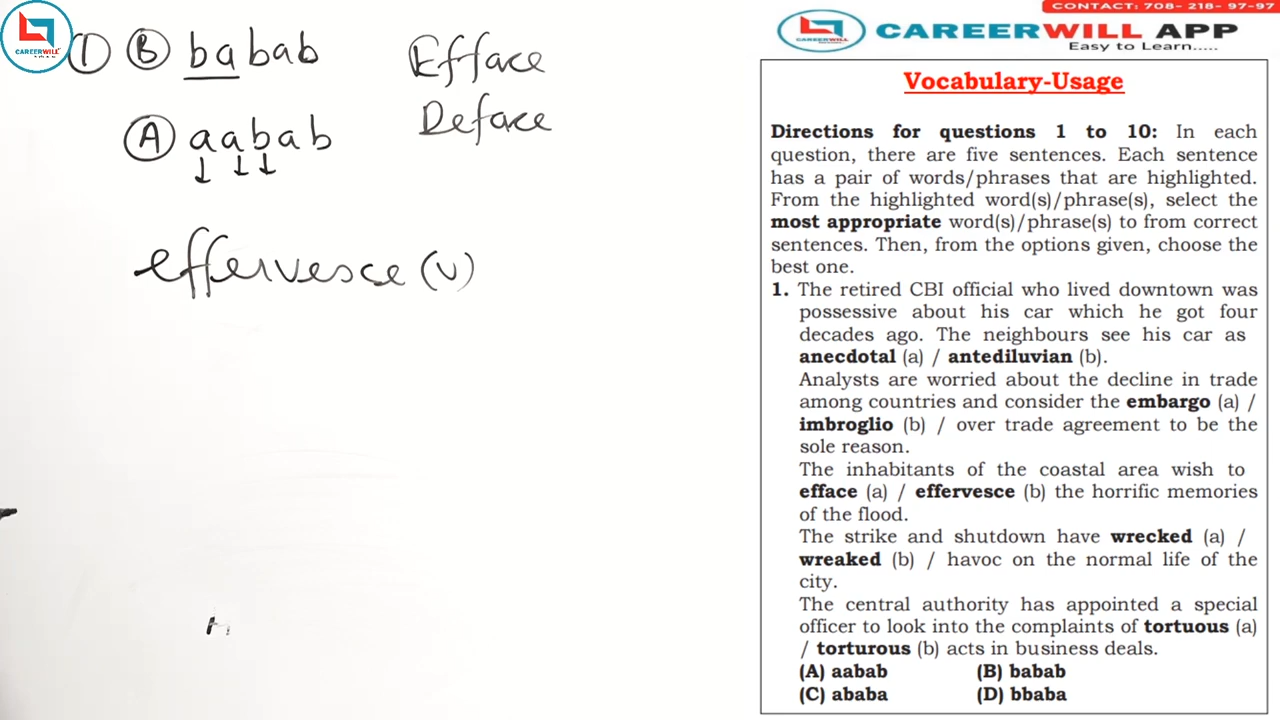 CONTACT: 708- 218- 97-97
CAREERWILL APP
Easy to Learn.....
CAREERWILL
① Ⓑ babab
Efface
Deface
Ⓐ aabab
effervesce (v)
Vocabulary-Usage
Directions for questions 1 to 10: In each
question, there are five sentences. Each sentence
has a pair of words/phrases that are highlighted.
From the highlighted word(s)/phrase(s), select the
most appropriate word(s)/phrase(s) to from correct
sentences. Then, from the options given, choose the
best one.
1. The retired CBI official who lived downtown was
possessive about his car which he got four
decades ago. The neighbours see his car as
anecdotal (a) / antediluvian (b).
Analysts are worried about the decline in trade
among countries and consider the embargo (a) /
imbroglio (b) / over trade agreement to be the
sole reason.
The inhabitants of the coastal area wish to
efface (a) / effervesce (b) the horrific memories
of the flood.
The strike and shutdown have wrecked (a) /
wreaked (b) / havoc on the normal life of the
city.
The central authority has appointed a special
officer to look into the complaints of tortuous (a)
/ torturous (b) acts in business deals.
(A) aabab (B) babab
(C) ababa (D) bbaba